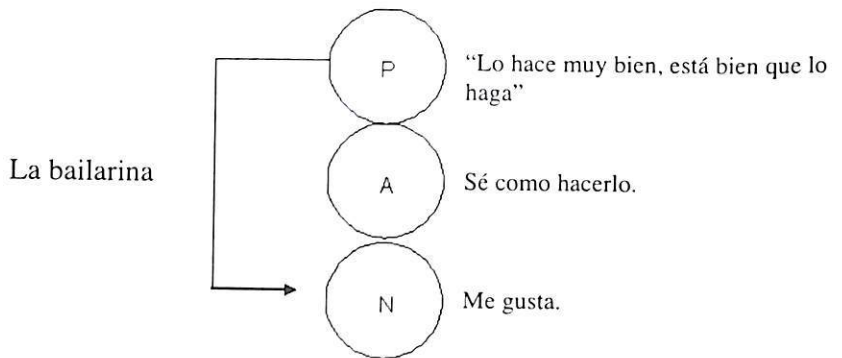 P
“Lo hace muy bien, está bien que lo
haga”
La bailarina
A
Sé como hacerlo.
N
Me gusta.